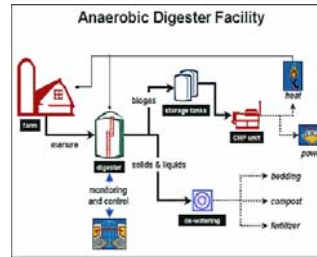 Anaerobic Digester Facility
farm
manure
digester
biogas
storage tanks
CHP unit
heat
power
solids & liquids
monitoring
and control
de-watering
bedding
compost
fertilizer